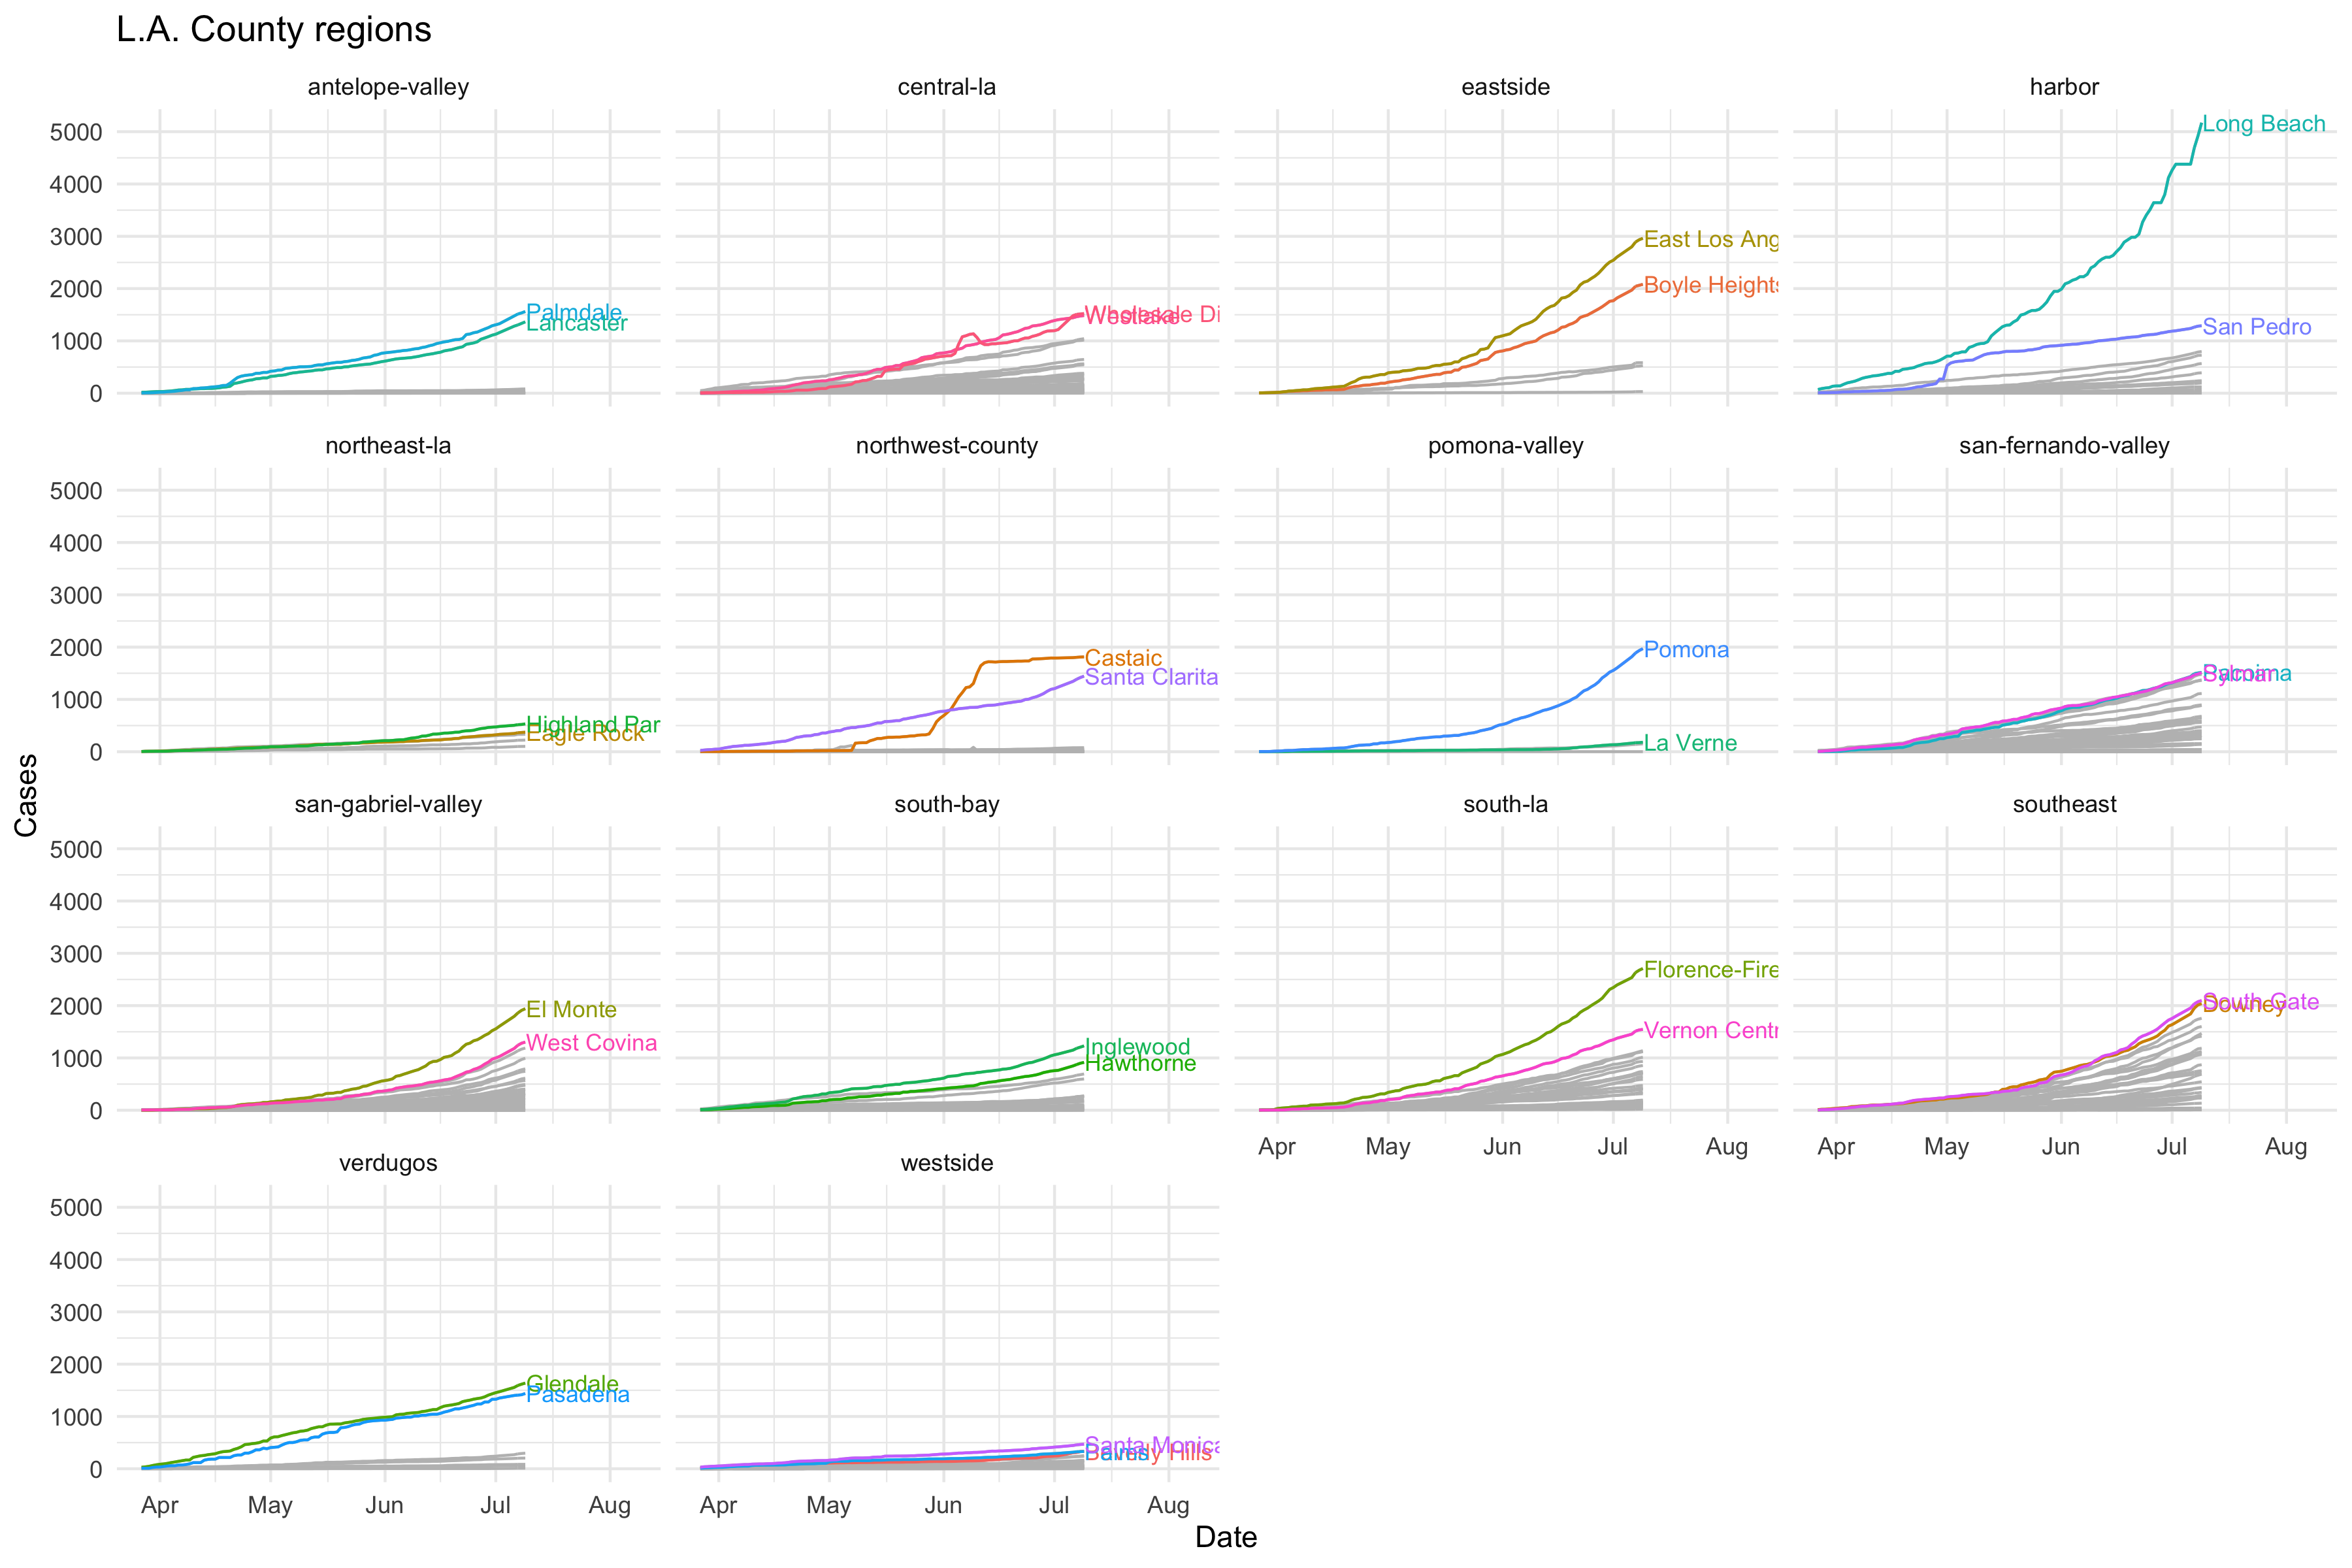 L.A. County regions
antelope-valley
central-la
eastside
harbor
5000
4000
3000
2000
1000
0
Palmdale
Lancaster
Wholesale Di
Westlake
East Los Ang
Boyle Heights
Long Beach
San Pedro
northeast-la
northwest-county
pomona-valley
san-fernando-valley
5000
4000
3000
2000
1000
0
Highland Par
Eagle Rock
Castaic
Santa Clarita
Pomona
La Verne
Pacoima
Sylmar
Cases
san-gabriel-valley
south-bay
south-la
southeast
5000
4000
3000
2000
1000
0
El Monte
West Covina
Inglewood
Hawthorne
Florence-Fire
Vernon Centr
South Gate
Downey
Apr May Jun Jul Aug
Apr May Jun Jul Aug
verdugos
westside
5000
4000
3000
2000
1000
0
Glendale
Pasadena
Santa Monica
Beverly Hills
Palms
Apr May Jun Jul Aug
Apr May Jun Jul Aug
Date